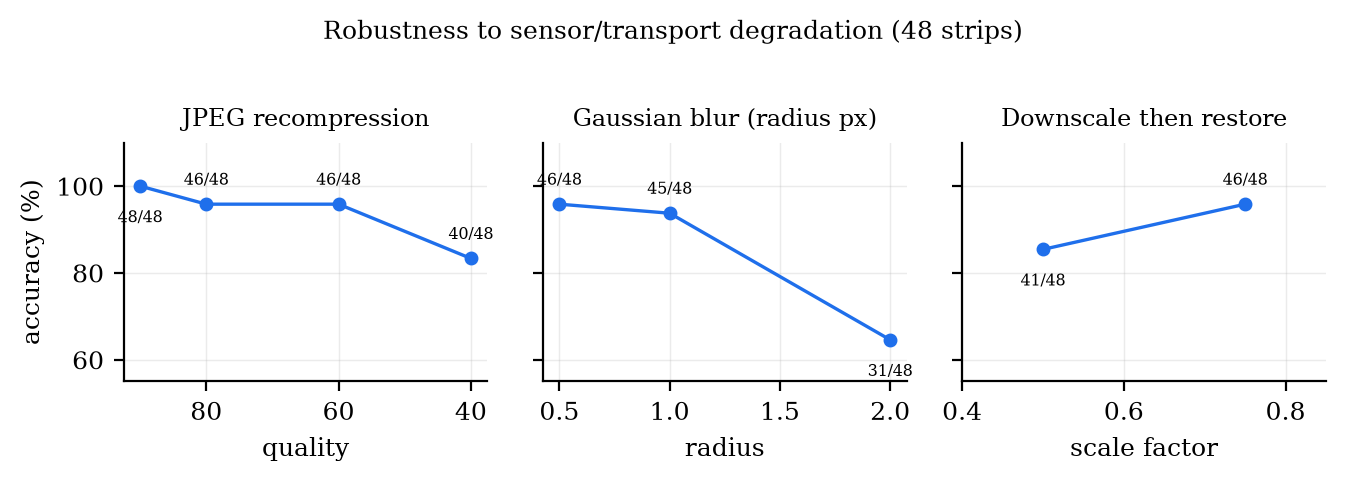 Robustness to sensor/transport degradation (48 strips)
JPEG recompression
Gaussian blur (radius px)
Downscale then restore
accuracy (%)
100
80
60
48/48
46/48
46/48
40/48
80
60
40
quality
46/48
45/48
31/48
0.5
1.0
1.5
2.0
radius
41/48
46/48
0.4
0.6
0.8
scale factor